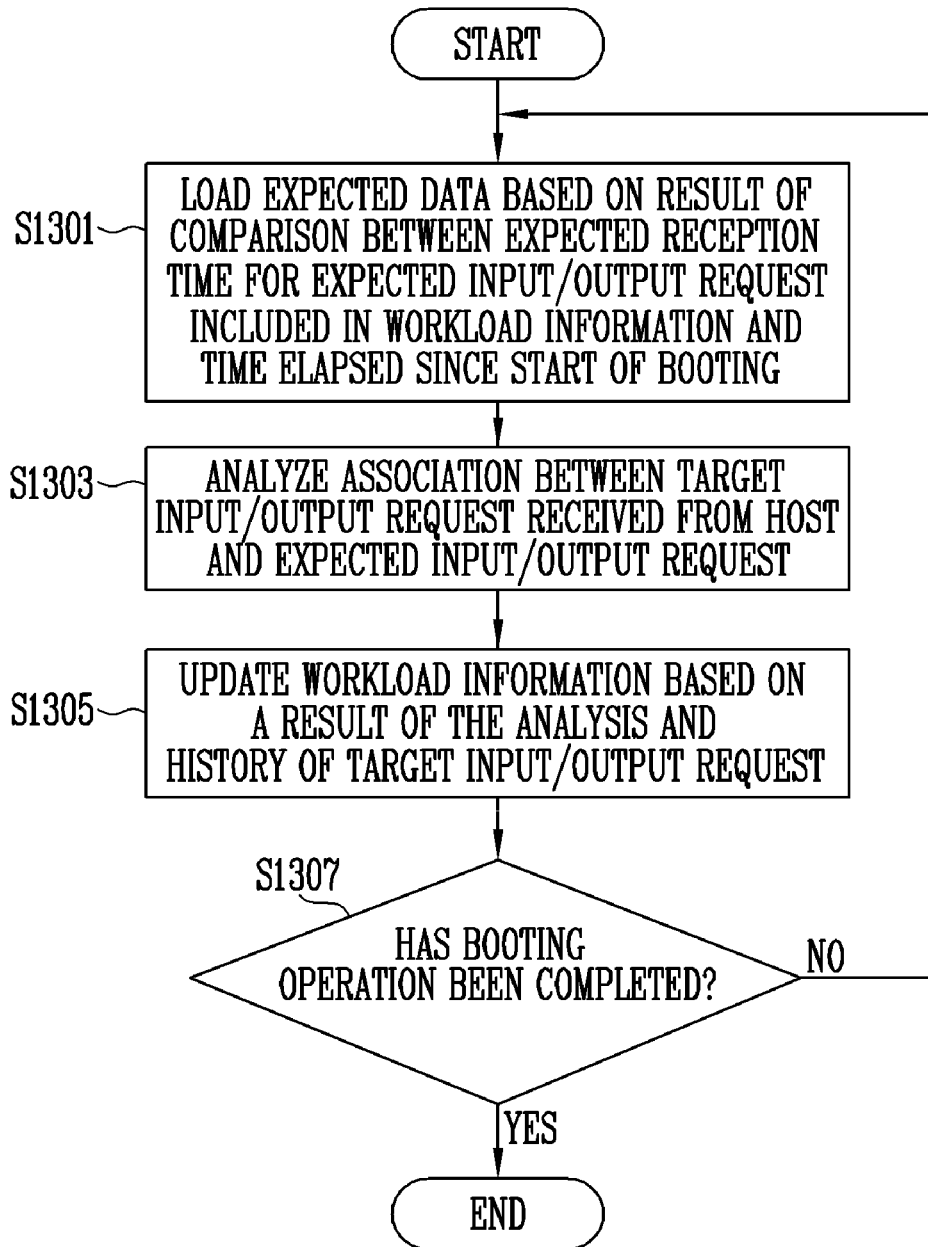 START
S1301
LOAD EXPECTED DATA BASED ON RESULT OF
COMPARISON BETWEEN EXPECTED RECEPTION
TIME FOR EXPECTED INPUT/OUTPUT REQUEST
INCLUDED IN WORKLOAD INFORMATION AND
TIME ELAPSED SINCE START OF BOOTING
S1303
ANALYZE ASSOCIATION BETWEEN TARGET
INPUT/OUTPUT REQUEST RECEIVED FROM HOST
AND EXPECTED INPUT/OUTPUT REQUEST
S1305
UPDATE WORKLOAD INFORMATION BASED ON
A RESULT OF THE ANALYSIS AND
HISTORY OF TARGET INPUT/OUTPUT REQUEST
S1307
HAS BOOTING
OPERATION BEEN COMPLETED?
NO
YES
END